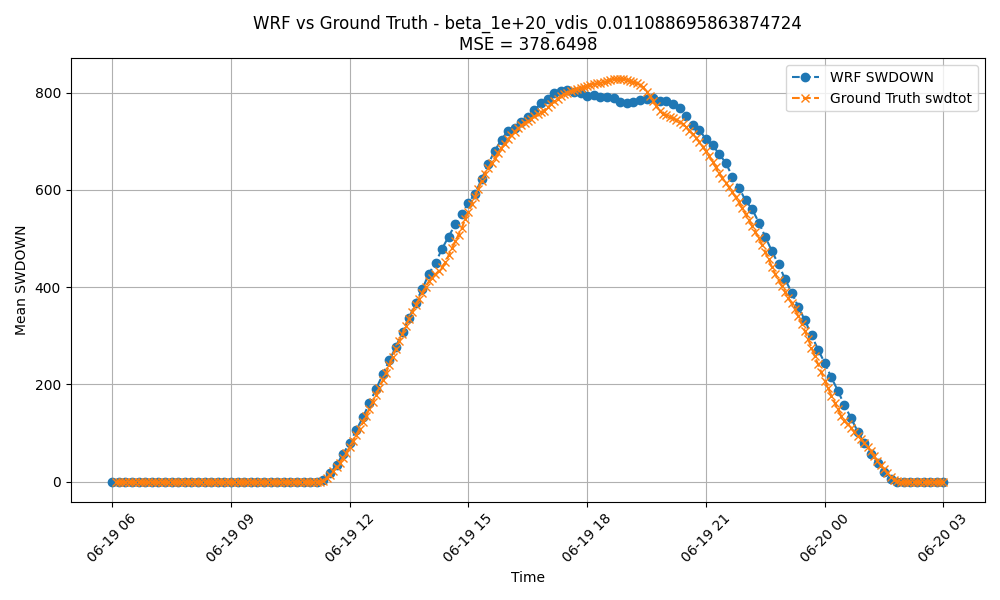 WRF vs Ground Truth - beta_1e+20_vdis_0.011088695863874724
MSE = 378.6498
WRF SWDOWN
Ground Truth swdtot
Mean SWDOWN
800
600
400
200
0
06-19 06
06-19 09
06-19 12
06-19 15
06-19 18
06-19 21
06-20 00
06-20 03
Time